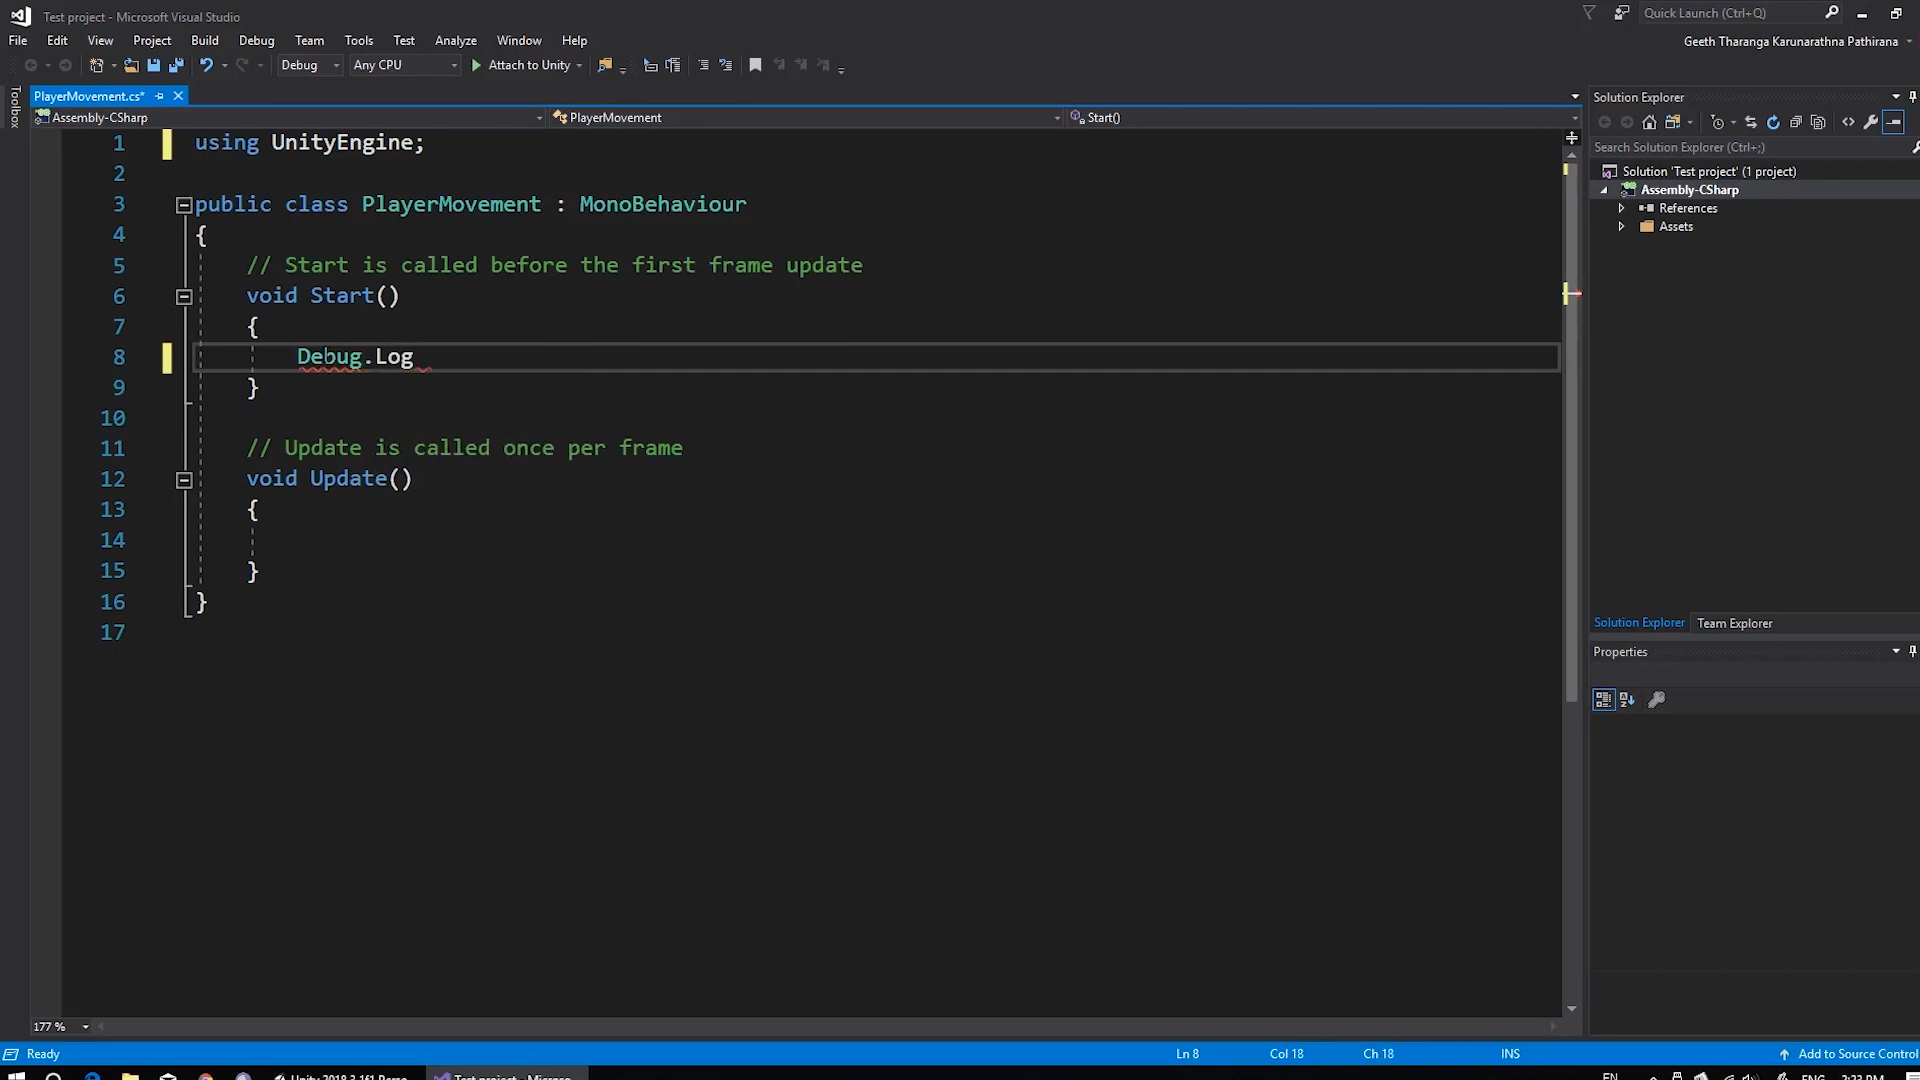 Test project - Microsoft Visual Studio
Quick Launch (Ctrl+Q)
File Edit View Project Build Debug Team Tools Test Analyze Window Help
Geeth Tharanga Karunarathna Pathirana
Debug Any CPU Attach to Unity
Toolbox
PlayerMovement.cs*
Assembly-CSharp PlayerMovement Start()
1 using UnityEngine;
2
3 public class PlayerMovement : MonoBehaviour
4 {
5 // Start is called before the first frame update
6 void Start()
7 {
8 Debug.Log
9 }
10
11 // Update is called once per frame
12 void Update()
13 {
14
15 }
16 }
17
Solution Explorer
Search Solution Explorer (Ctrl+;)
Solution 'Test project' (1 project)
Assembly-CSharp
References
Assets
Solution Explorer Team Explorer
Properties
177 %
Ready Ln 8 Col 18 Ch 18 INS Add to Source Control
Unity 2018.3.1f1 Perso
Test project - Microso
EN ENG 2:23 PM